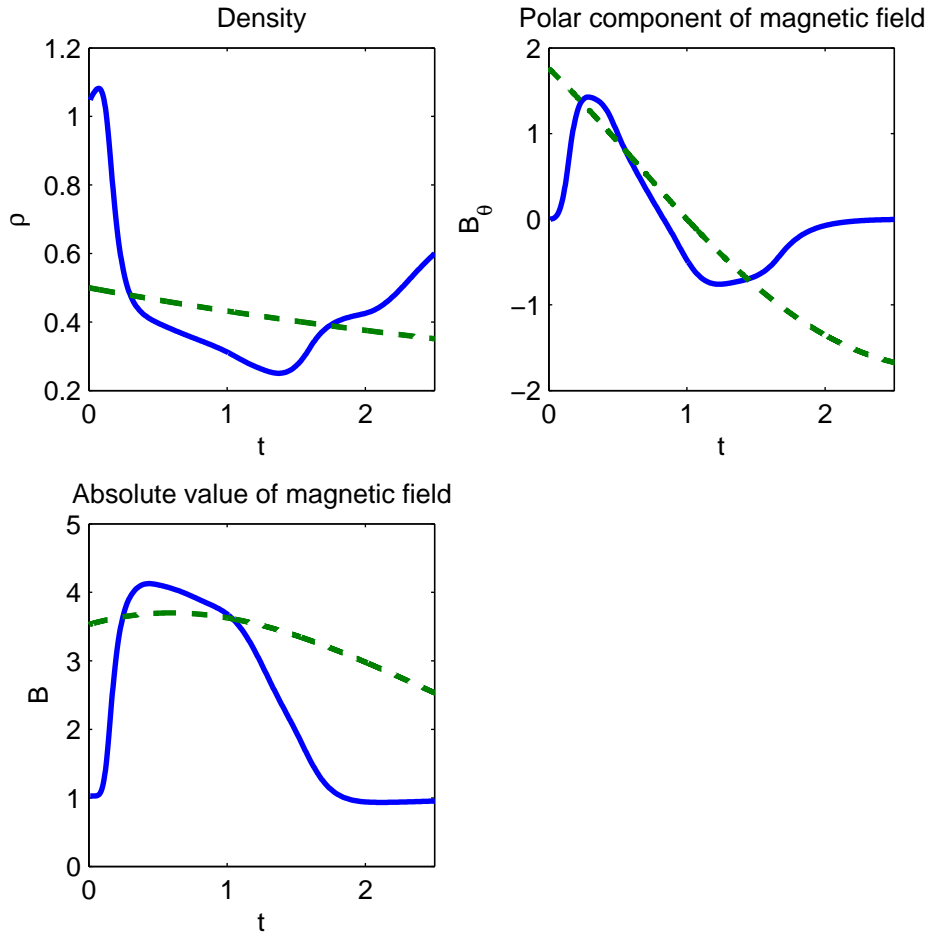 Density
1.2
1
0.8
0.6
0.4
0.2
ρ
0 1 2
t
Polar component of magnetic field
2
1
0
−1
−2
B_θ
0 1 2
t
Absolute value of magnetic field
5
4
3
2
1
0
B
0 1 2
t